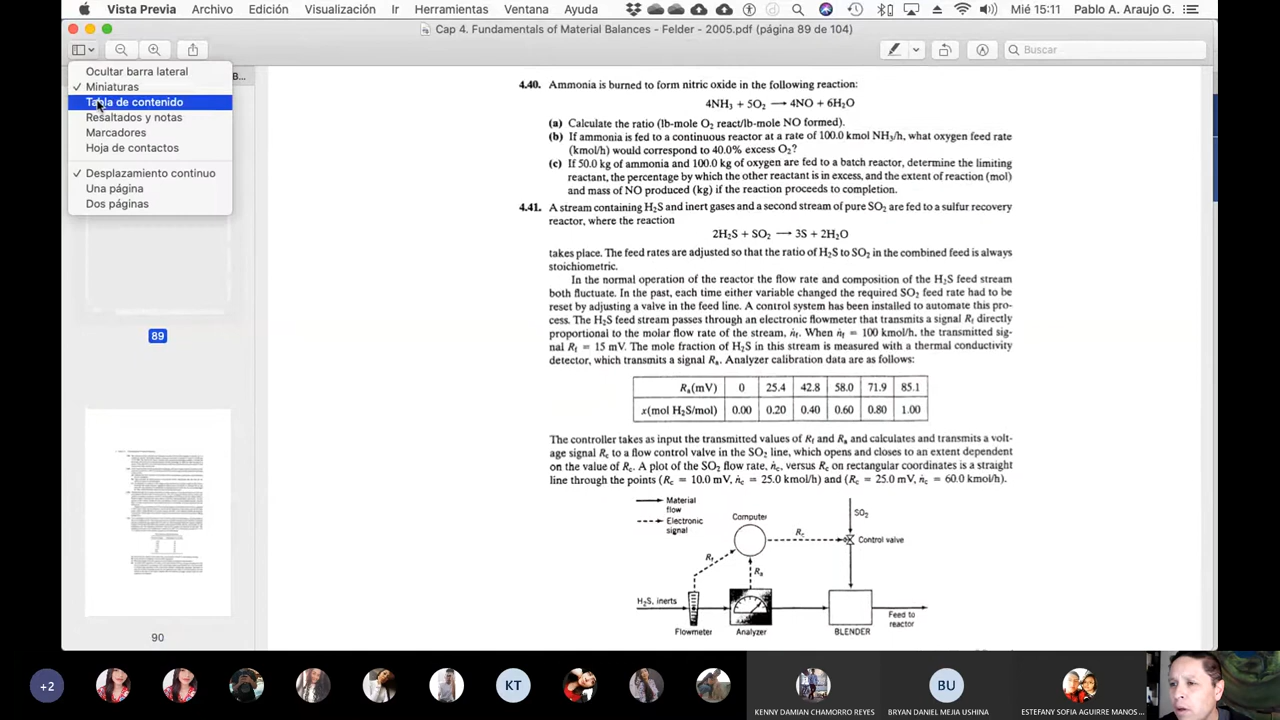 Vista Previa Archivo Edición Visualización Ir Herramientas Ventana Ayuda Mié 15:11 Pablo A. Araujo G.
Cap 4. Fundamentals of Material Balances - Felder - 2005.pdf (página 89 de 104)
Buscar
B...
Ocultar barra lateral
✓ Miniaturas
Tabla de contenido
Resaltados y notas
Marcadores
Hoja de contactos
✓ Desplazamiento continuo
Una página
Dos páginas
89
90
4.40. Ammonia is burned to form nitric oxide in the following reaction:
4NH₃ + 5O₂ ⟶ 4NO + 6H₂O
(a) Calculate the ratio (lb-mole O₂ react/lb-mole NO formed).
(b) If ammonia is fed to a continuous reactor at a rate of 100.0 kmol NH₃/h, what oxygen feed rate
(kmol/h) would correspond to 40.0% excess O₂?
(c) If 50.0 kg of ammonia and 100.0 kg of oxygen are fed to a batch reactor, determine the limiting
reactant, the percentage by which the other reactant is in excess, and the extent of reaction (mol)
and mass of NO produced (kg) if the reaction proceeds to completion.
4.41. A stream containing H₂S and inert gases and a second stream of pure SO₂ are fed to a sulfur recovery
reactor, where the reaction
2H₂S + SO₂ ⟶ 3S + 2H₂O
takes place. The feed rates are adjusted so that the ratio of H₂S to SO₂ in the combined feed is always
stoichiometric.
In the normal operation of the reactor the flow rate and composition of the H₂S feed stream
both fluctuate. In the past, each time either variable changed the required SO₂ feed rate had to be
reset by adjusting a valve in the feed line. A control system has been installed to automate this pro-
cess. The H₂S feed stream passes through an electronic flowmeter that transmits a signal Rf directly
proportional to the molar flow rate of the stream, ṅf. When ṅf = 100 kmol/h, the transmitted sig-
nal Rf = 15 mV. The mole fraction of H₂S in this stream is measured with a thermal conductivity
detector, which transmits a signal Ra. Analyzer calibration data are as follows:
Ra(mV) 0 25.4 42.8 58.0 71.9 85.1
x(mol H₂S/mol) 0.00 0.20 0.40 0.60 0.80 1.00
The controller takes as input the transmitted values of Rf and Ra and calculates and transmits a volt-
age signal Rc to a flow control valve in the SO₂ line, which opens and closes to an extent dependent
on the value of Rc. A plot of the SO₂ flow rate, ṅc, versus Rc on rectangular coordinates is a straight
line through the points (Rc = 10.0 mV, ṅc = 25.0 kmol/h) and (Rc = 25.0 mV, ṅc = 60.0 kmol/h).
Material
flow
Electronic
signal
Computer
SO₂
Rc
Control valve
Rf
Ra
H₂S, inerts
Feed to
reactor
Flowmeter
Analyzer
BLENDER
+2
KT
BU
KENNY DAMIAN CHAMORRO REYES
BRYAN DANIEL MEJIA USHINA
ESTEFANY SOFIA AGUIRRE MANOS...